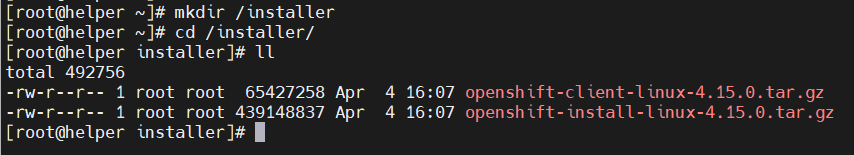 [root@helper ~]# mkdir /installer
[root@helper ~]# cd /installer/
[root@helper installer]# ll
total 492756
-rw-r--r-- 1 root root  65427258 Apr  4 16:07 openshift-client-linux-4.15.0.tar.gz
-rw-r--r-- 1 root root 439148837 Apr  4 16:07 openshift-install-linux-4.15.0.tar.gz
[root@helper installer]#